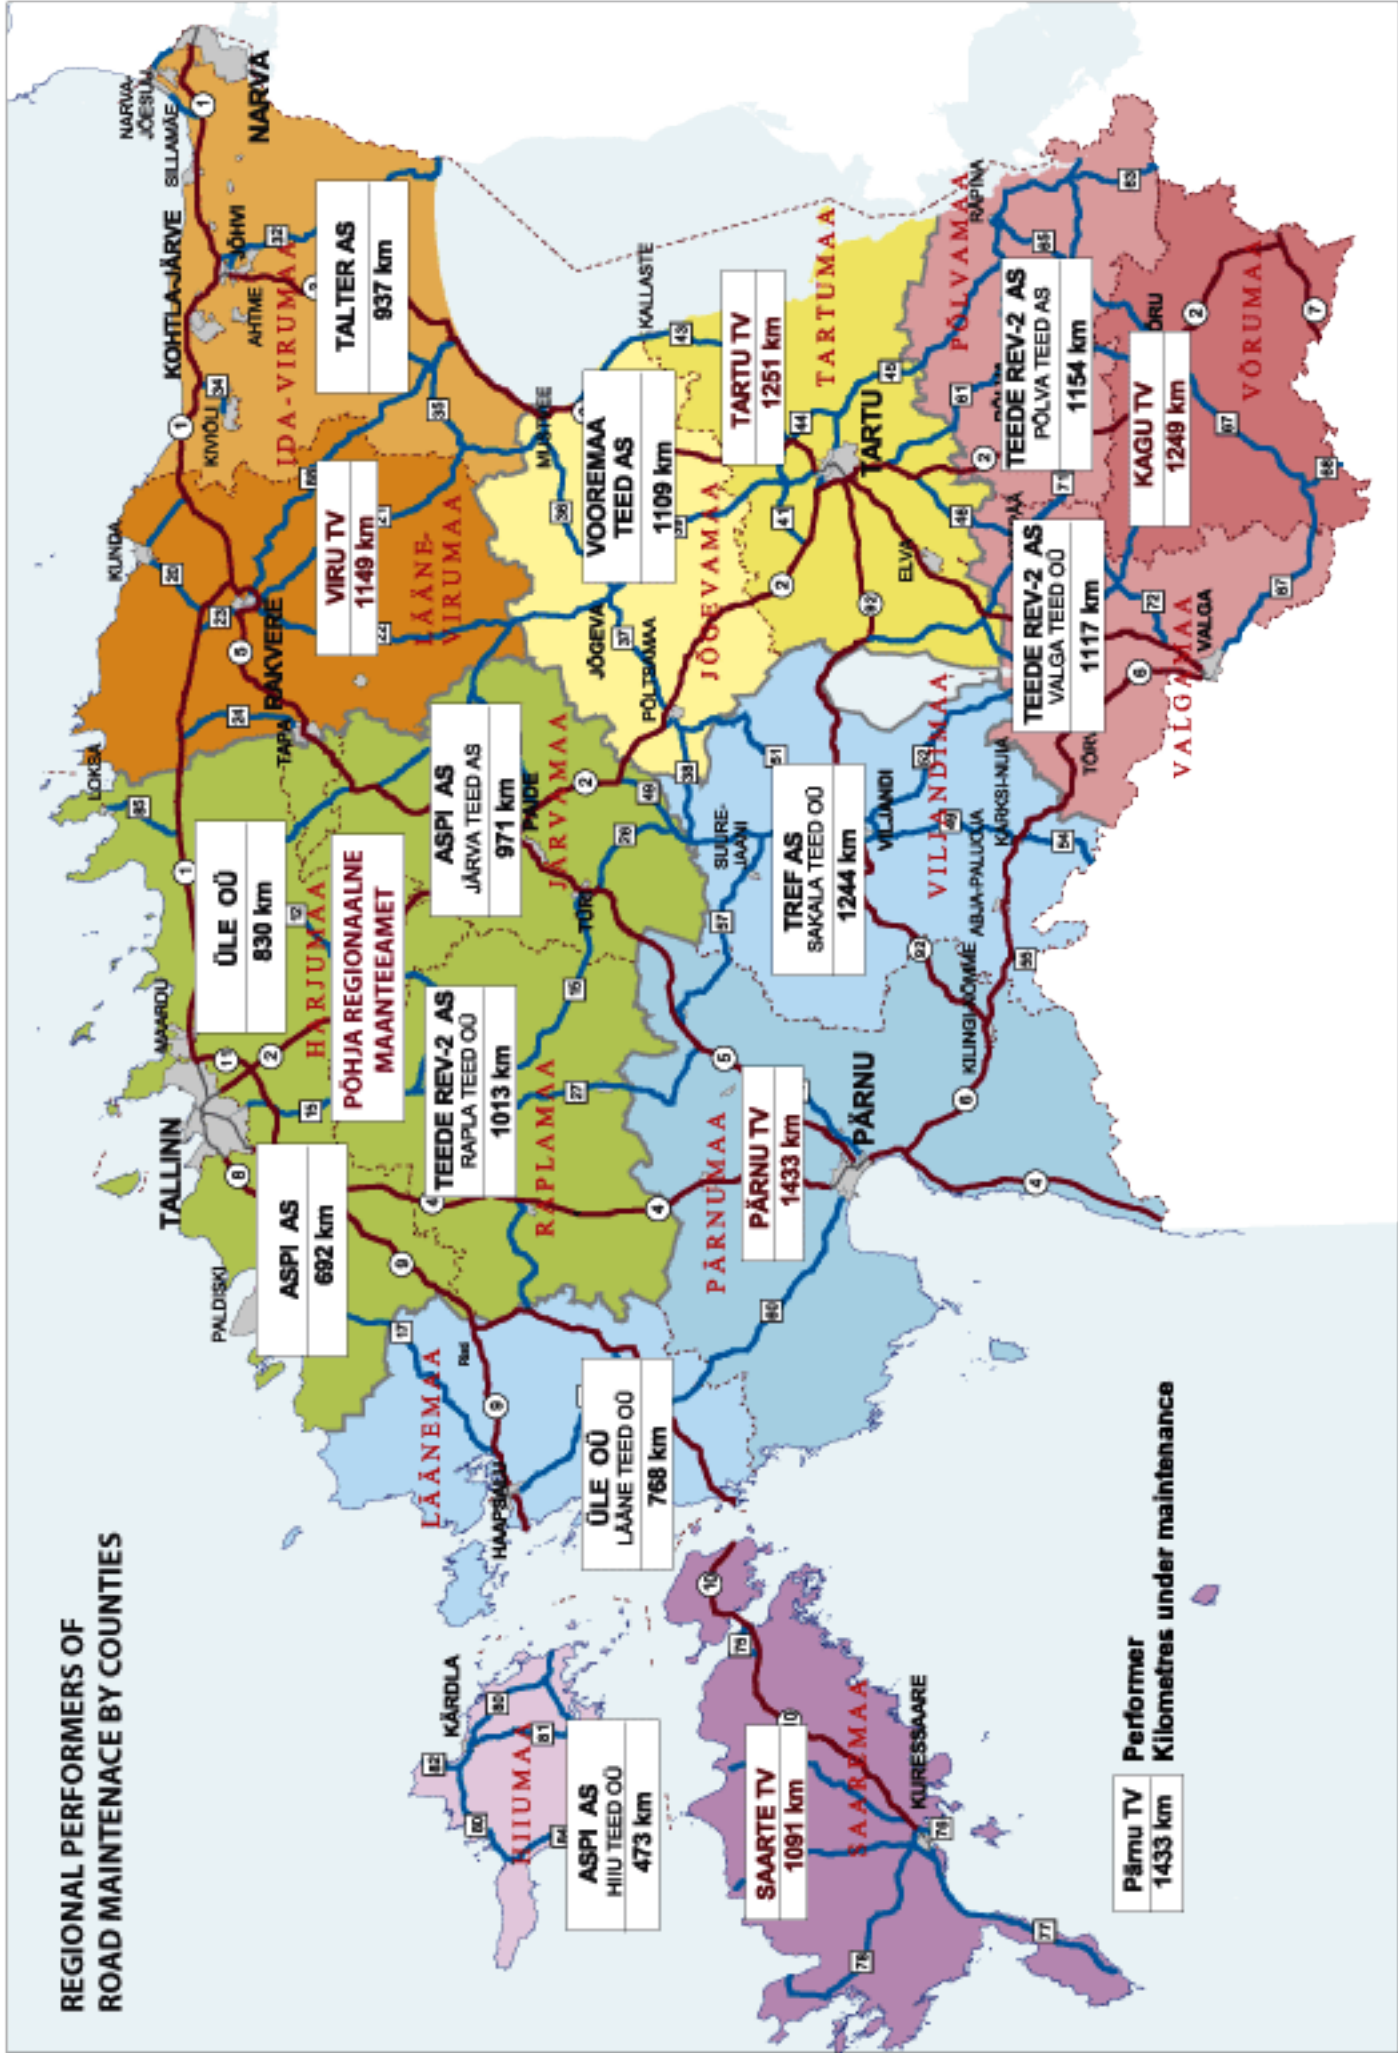 REGIONAL PERFORMERS OF
ROAD MAINTENANCE BY COUNTIES
NARVA-
JÕESUU
SILLAMÄE
NARVA
KOHTLA-JÄRVE
JÕHVI
AHTME
KIVIÕLI
IDA-VIRUMAA
TALTER AS
937 km
KUNDA
RAKVERE
VIRU TV
1149 km
LÄÄNE-
VIRUMAA
TAPA
LOKSA
MAARDU
TALLINN
PALDISKI
ÜLE OÜ
830 km
HARJUMAA
PÕHJA REGIONAALNE
MAANTEEAMET
ASPI AS
692 km
ASPI AS
JÄRVA TEED AS
971 km
PAIDE
JÄRVAMAA
TÜRI
TEEDE REV-2 AS
RAPLA TEED OÜ
1013 km
RAPLAMAA
LÄÄNEMAA
Risti
HAAPSALU
ÜLE OÜ
LÄÄNE TEED OÜ
768 km
KÄRDLA
HIIUMAA
ASPI AS
HIIU TEED OÜ
473 km
SAARTE TV
1091 km
SAAREMAA
KURESSAARE
PÄRNUMAA
PÄRNU TV
1433 km
PÄRNU
KILINGI-NÕMME
SUURE-
JAANI
TREF AS
SAKALA TEED OÜ
1244 km
VILJANDI
VILJANDIMAA
ABJA-PALUOJA
KARKSI-NUIA
MUSTVEE
KALLASTE
VOOREMAA
TEED AS
1109 km
JÕGEVA
PÕLTSAMAA
JÕGEVAMAA
TARTU TV
1251 km
TARTUMAA
TARTU
ELVA
RÄPINA
PÕLVAMAA
TEEDE REV-2 AS
PÕLVA TEED AS
1154 km
TEEDE REV-2 AS
VALGA TEED OÜ
1117 km
TÕRV
VALGAMAA
VALGA
KAGU TV
1249 km
ÕRU
VÕRUMAA
Pärnu TV
1433 km
Performer
Kilometres under maintenance